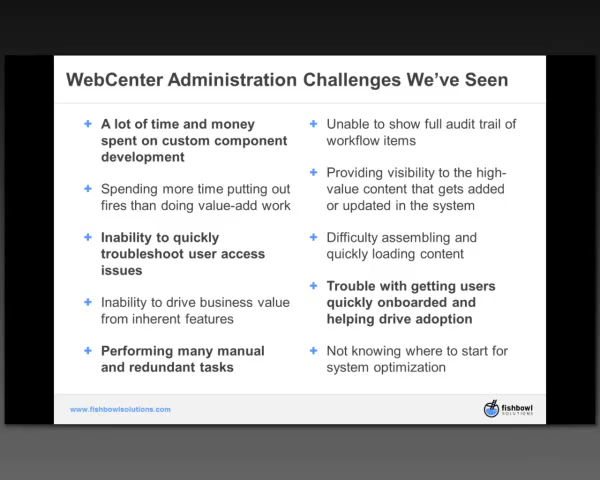 WebCenter Administration Challenges We've Seen
A lot of time and money
spent on custom component
development
Spending more time putting out
fires than doing value-add work
Inability to quickly
troubleshoot user access
issues
Inability to drive business value
from inherent features
Performing many manual
and redundant tasks
Unable to show full audit trail of
workflow items
Providing visibility to the high-
value content that gets added
or updated in the system
Difficulty assembling and
quickly loading content
Trouble with getting users
quickly onboarded and
helping drive adoption
Not knowing where to start for
system optimization
www.fishbowlsolutions.com
fishbowl
SOLUTIONS